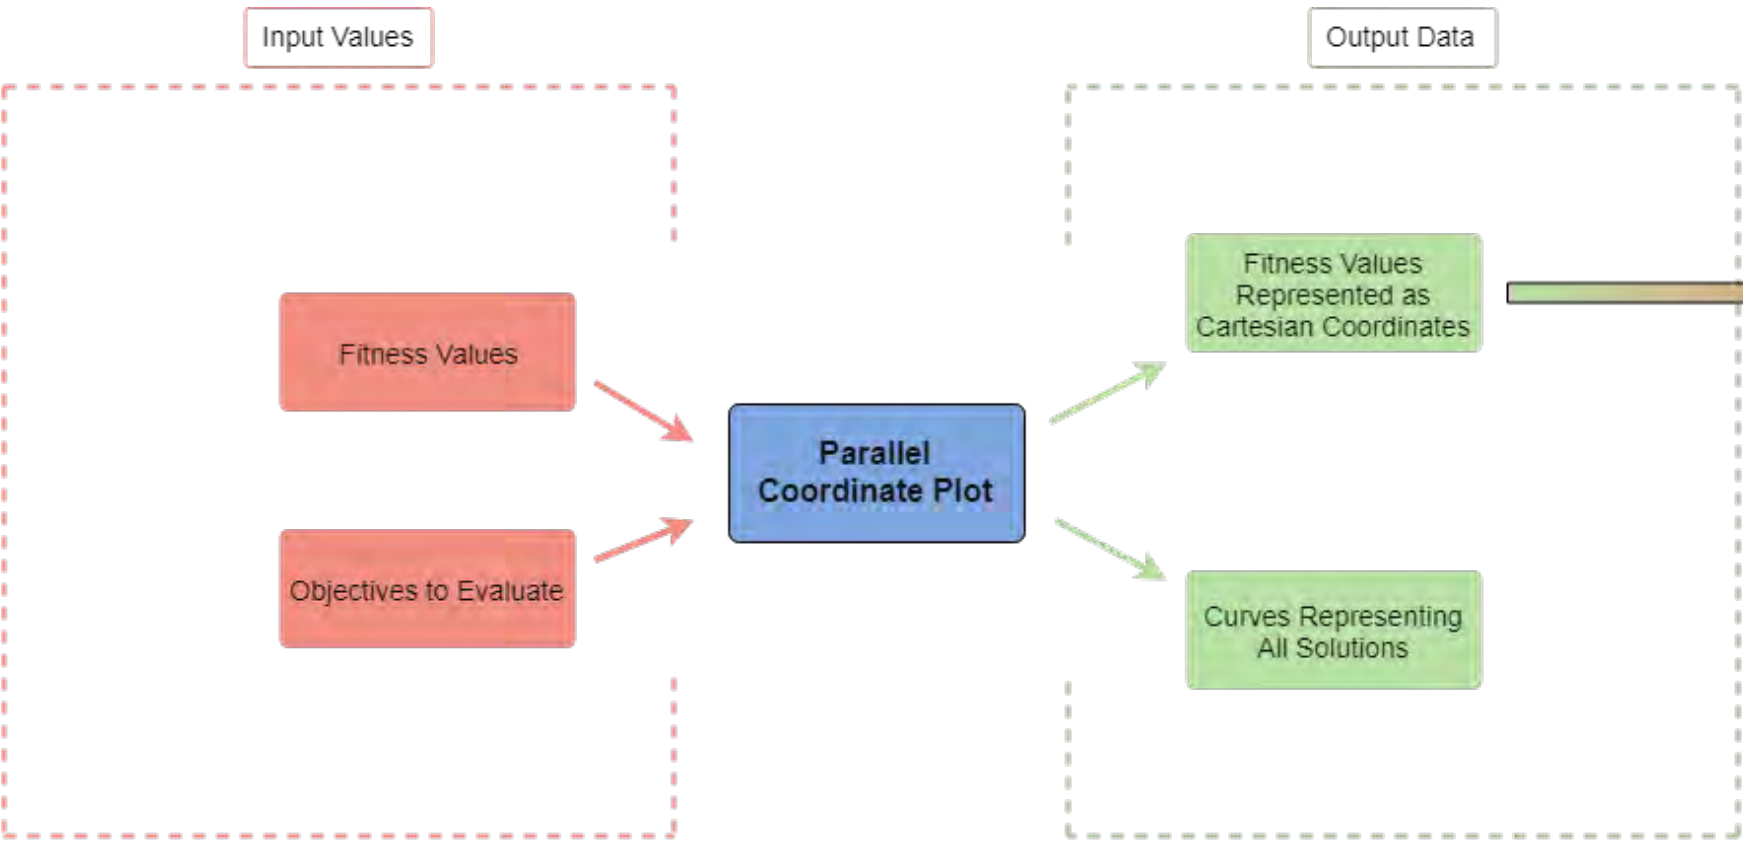 Input Values
Output Data
Fitness Values
Objectives to Evaluate
Parallel
Coordinate Plot
Fitness Values
Represented as
Cartesian Coordinates
Curves Representing
All Solutions